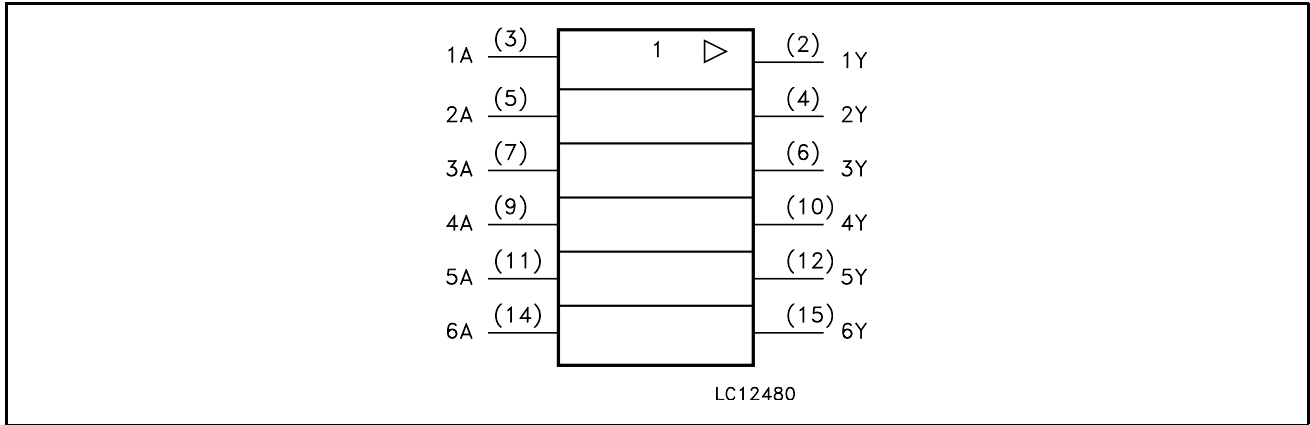 1A (3) 1 (2) 1Y
2A (5) (4) 2Y
3A (7) (6) 3Y
4A (9) (10) 4Y
5A (11) (12) 5Y
6A (14) (15) 6Y
LC12480